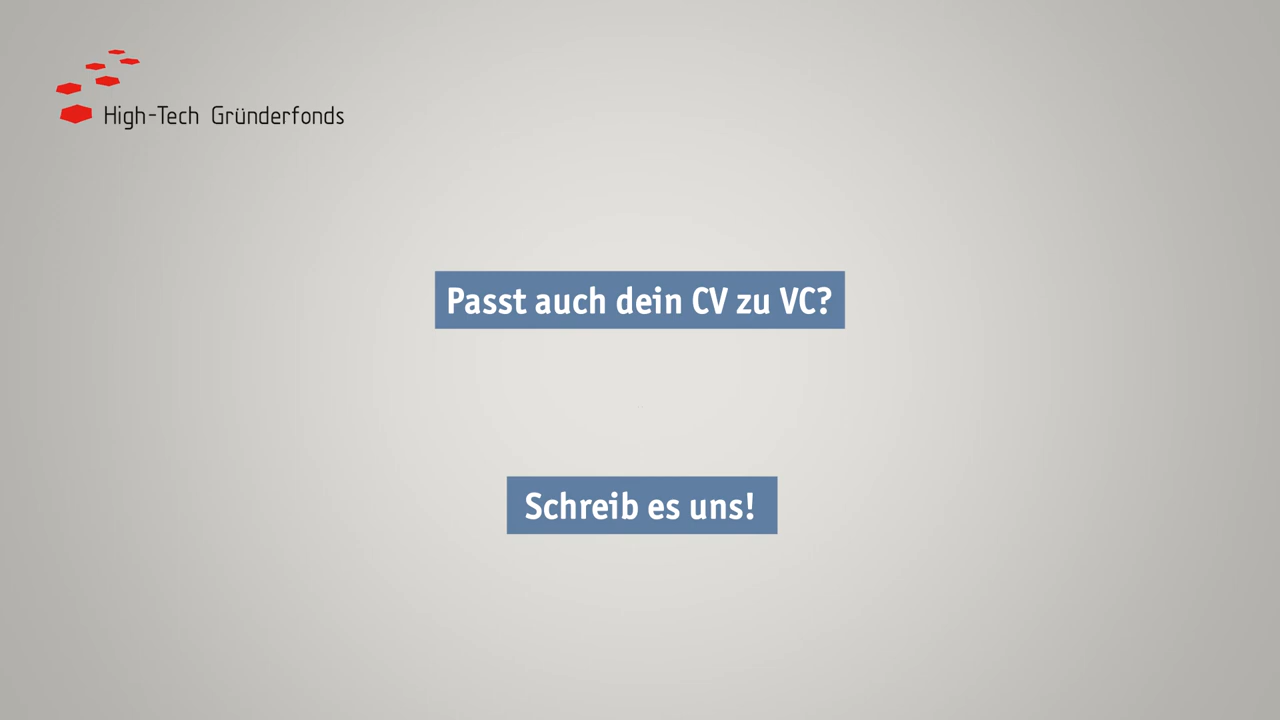 High-Tech Gründerfonds
Passt auch dein CV zu VC?
Schreib es uns!